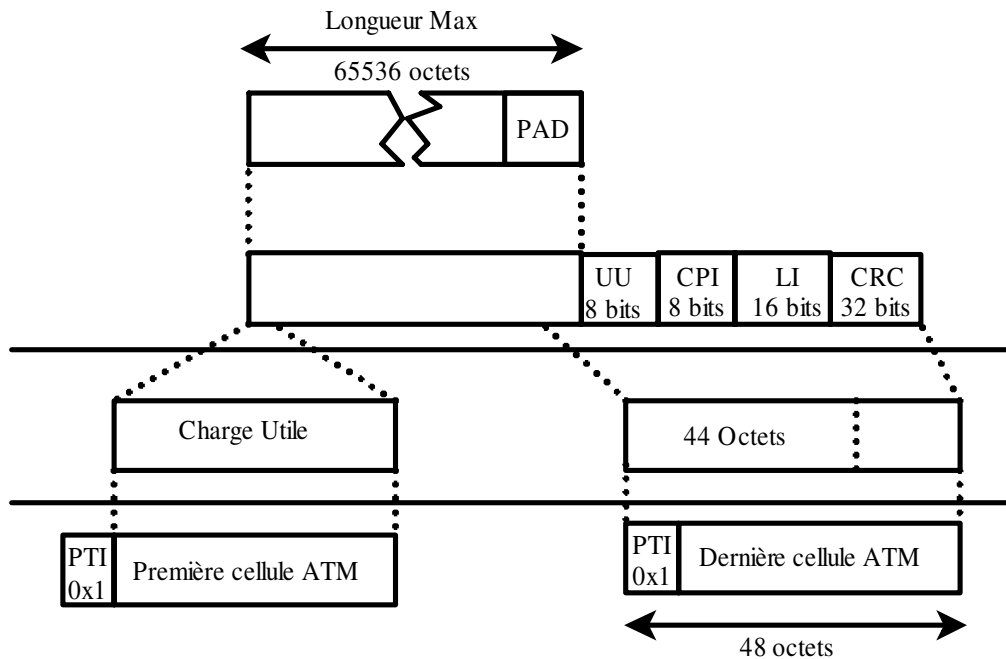 Longueur Max
65536 octets
PAD
UU
8 bits
CPI
8 bits
LI
16 bits
CRC
32 bits
Charge Utile
44 Octets
PTI
0x1
Première cellule ATM
PTI
0x1
Dernière cellule ATM
48 octets